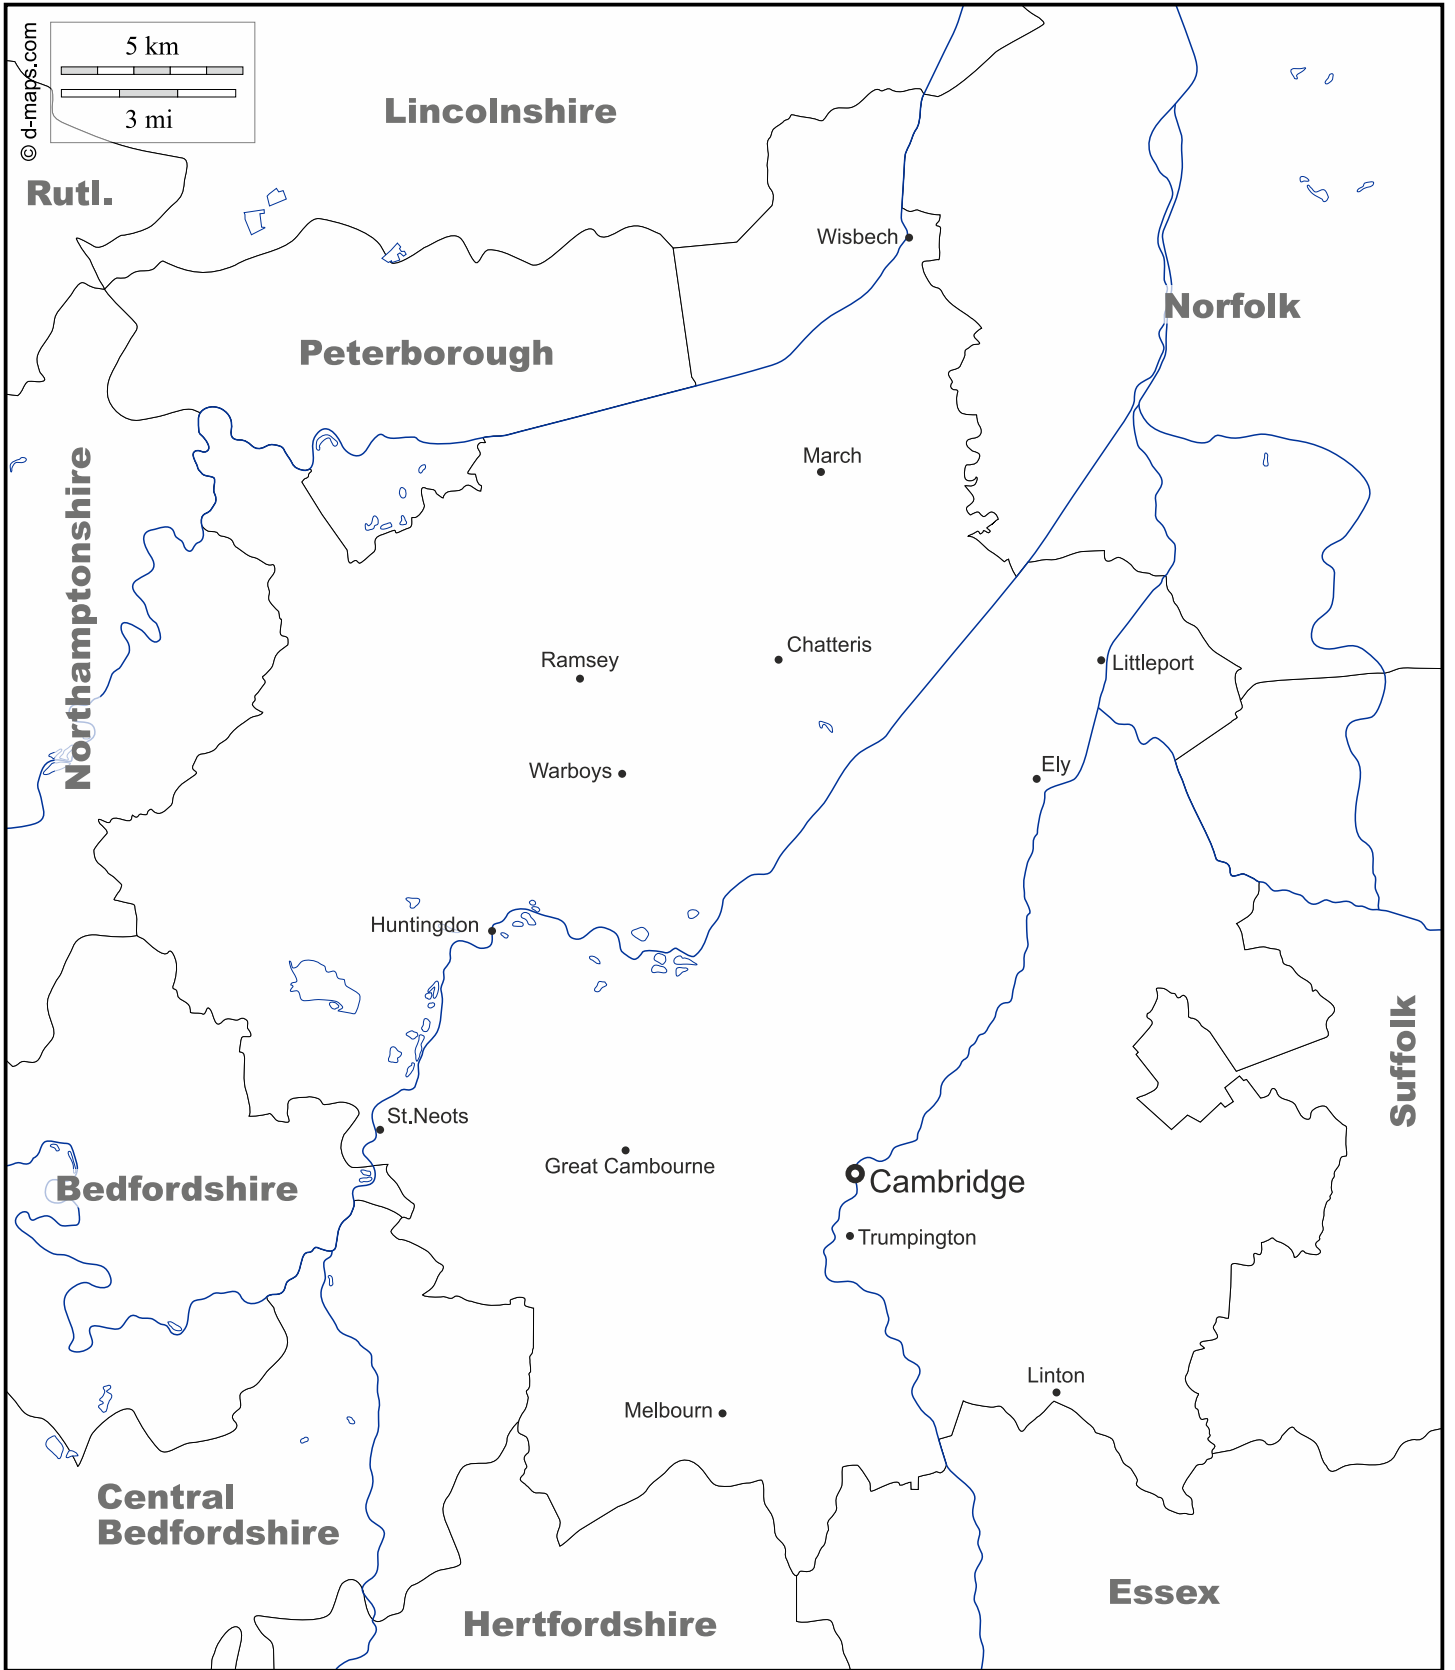 © d-maps.com
5 km
3 mi
Lincolnshire
Rutl.
Wisbech
Norfolk
Peterborough
March
Northamptonshire
Chatteris
Ramsey
Littleport
Ely
Warboys
Huntingdon
Suffolk
St.Neots
Great Cambourne
Cambridge
Bedfordshire
Trumpington
Linton
Melbourn
Central
Bedfordshire
Essex
Hertfordshire